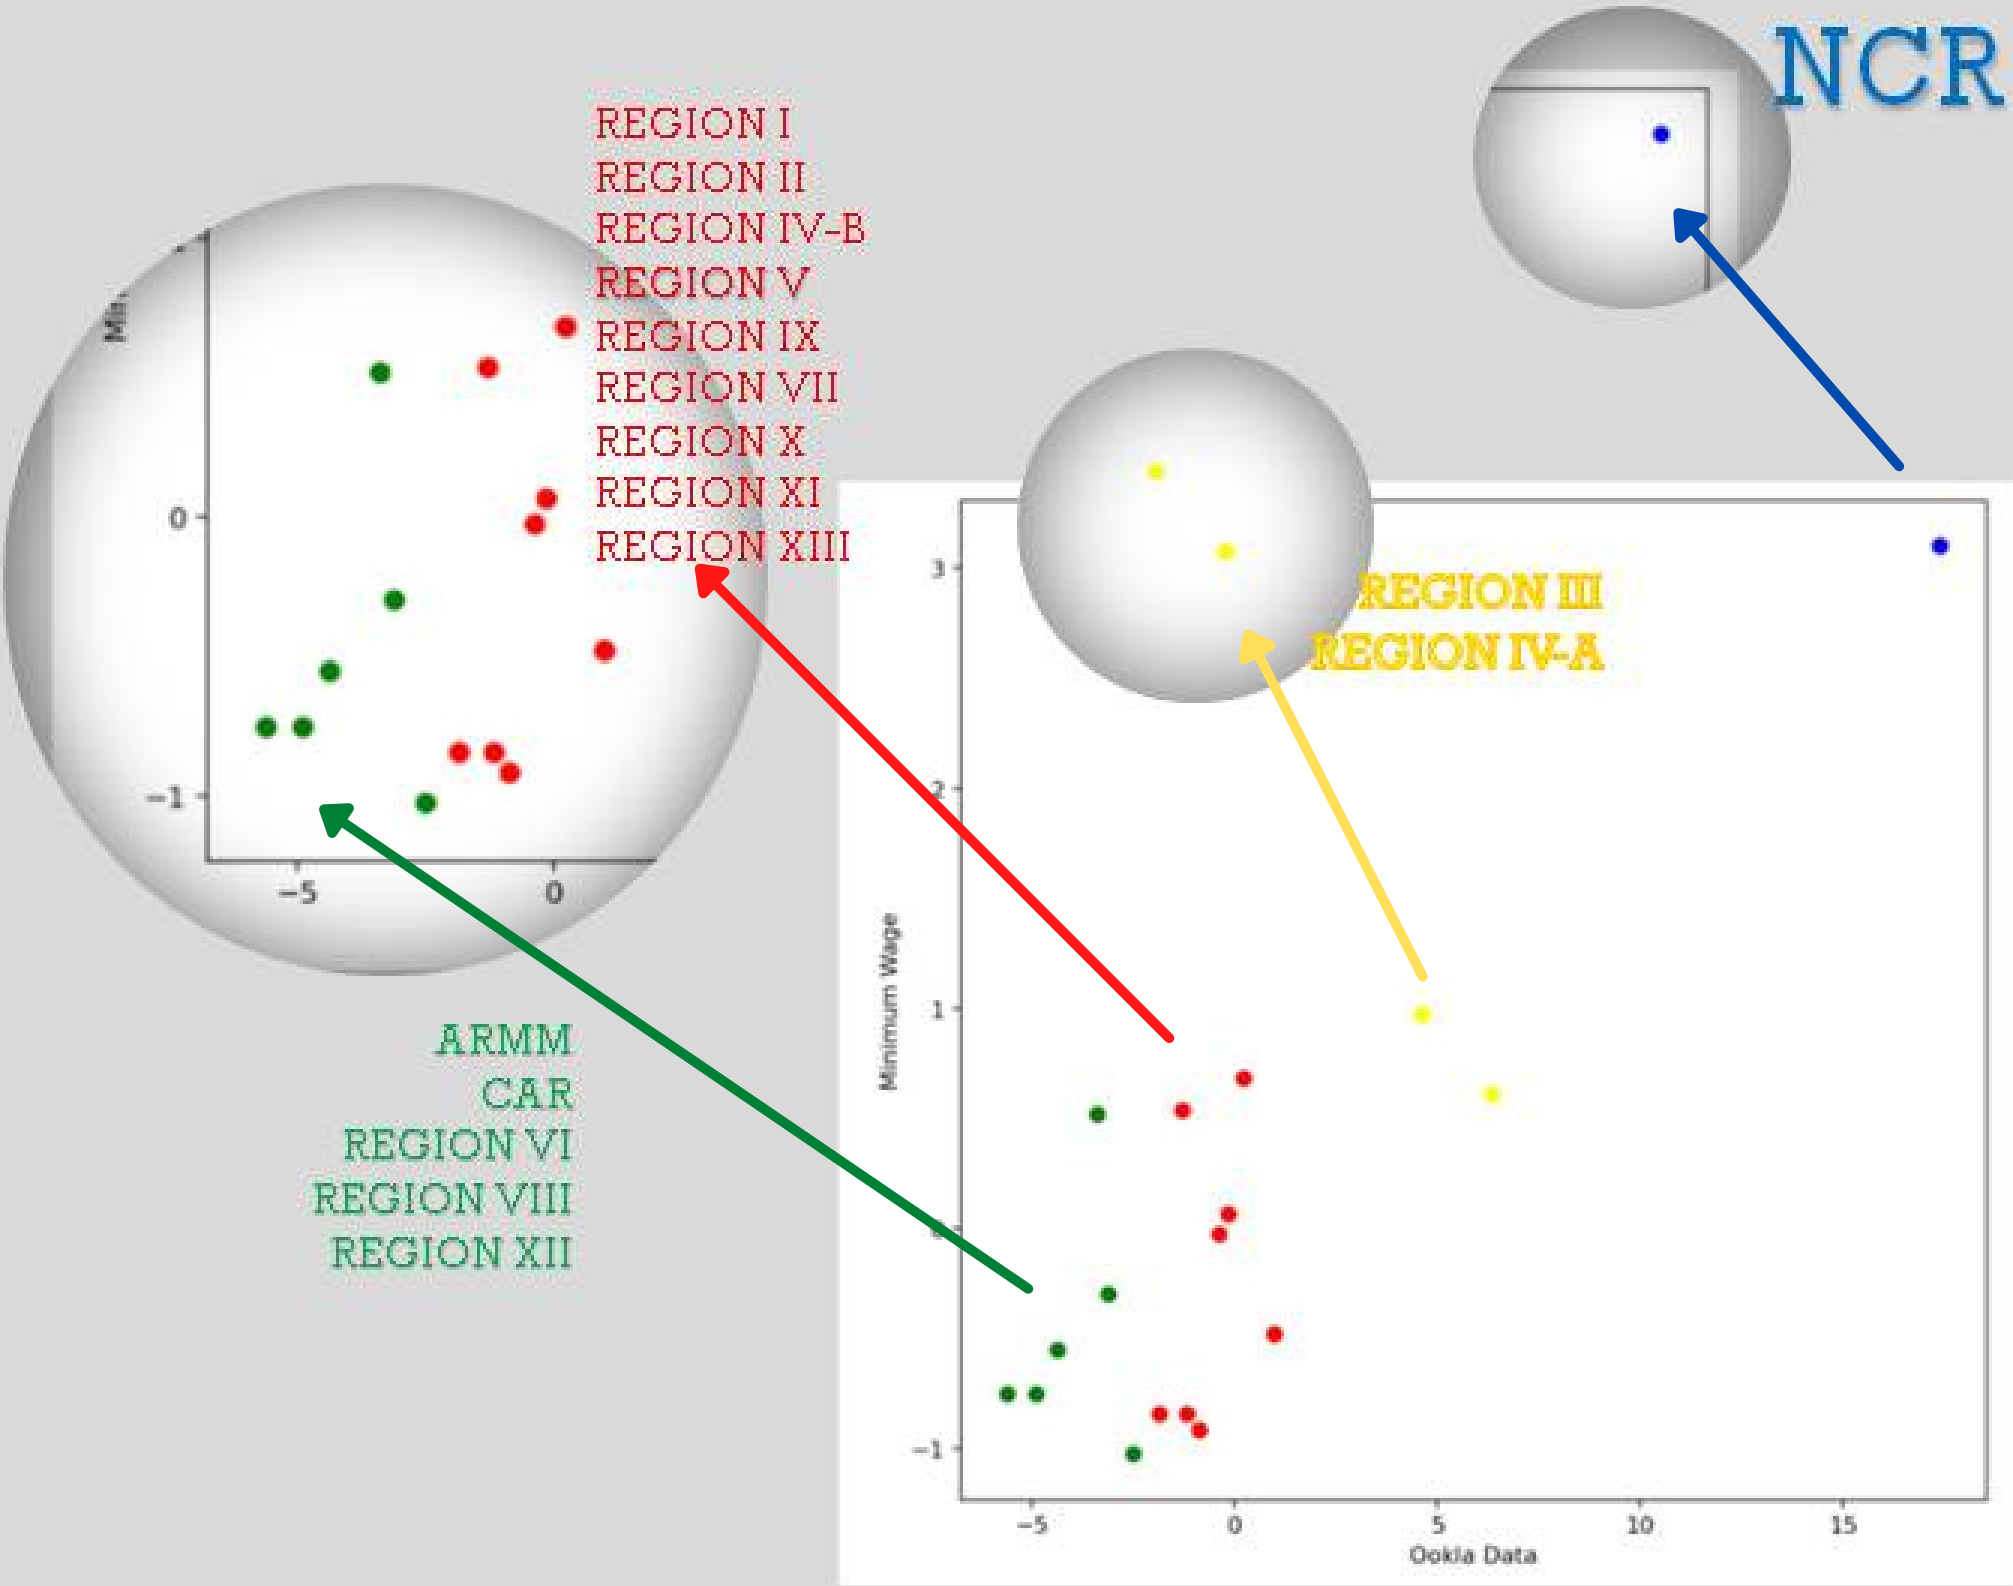 NCR
REGION I
REGION II
REGION IV-B
REGION V
REGION IX
REGION VII
REGION X
REGION XI
REGION XIII
0
−1
−5
0
REGION III
REGION IV-A
ARMM
CAR
REGION VI
REGION VIII
REGION XII
3
2
1
0
−1
Minimum Wage
−5
0
5
10
15
Ookla Data